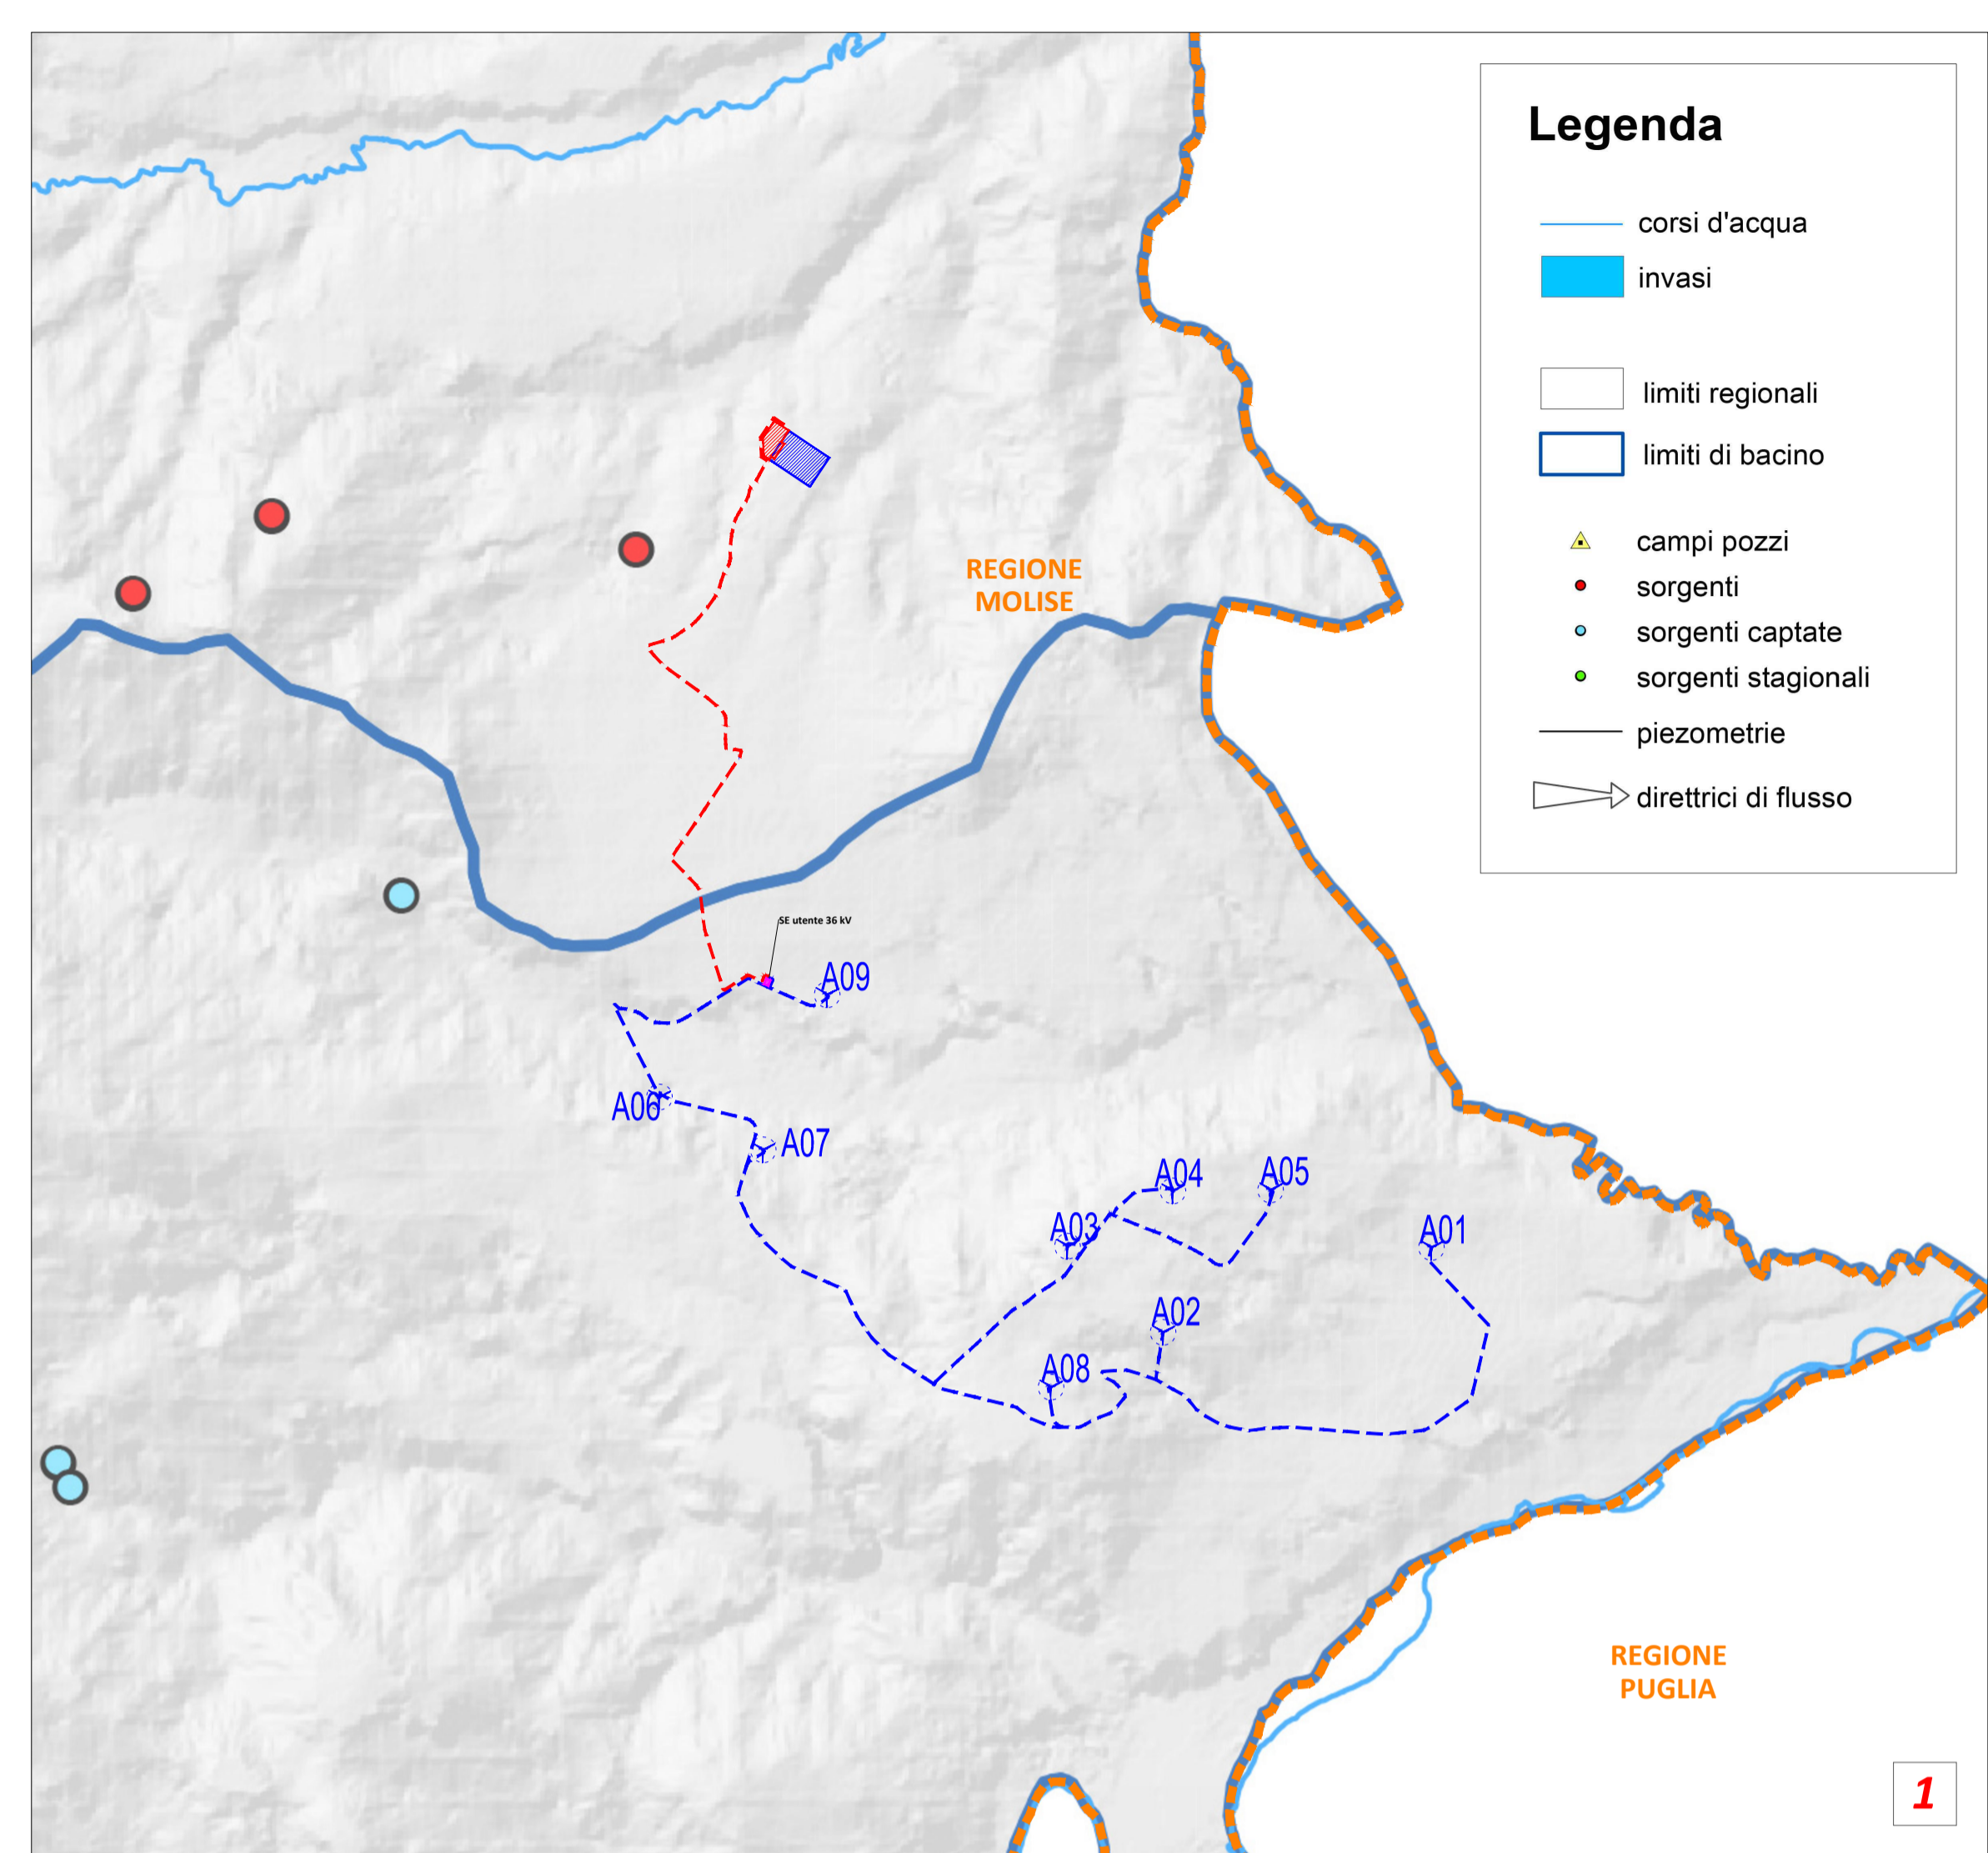 Legenda
corsi d'acqua
invasi
limiti regionali
limiti di bacino
campi pozzi
sorgenti
sorgenti captate
sorgenti stagionali
piezometrie
direttrici di flusso
REGIONE
MOLISE
SE utente 36 kV
A09
A06
A07
A04
A05
A03
A01
A02
A08
REGIONE
PUGLIA
1